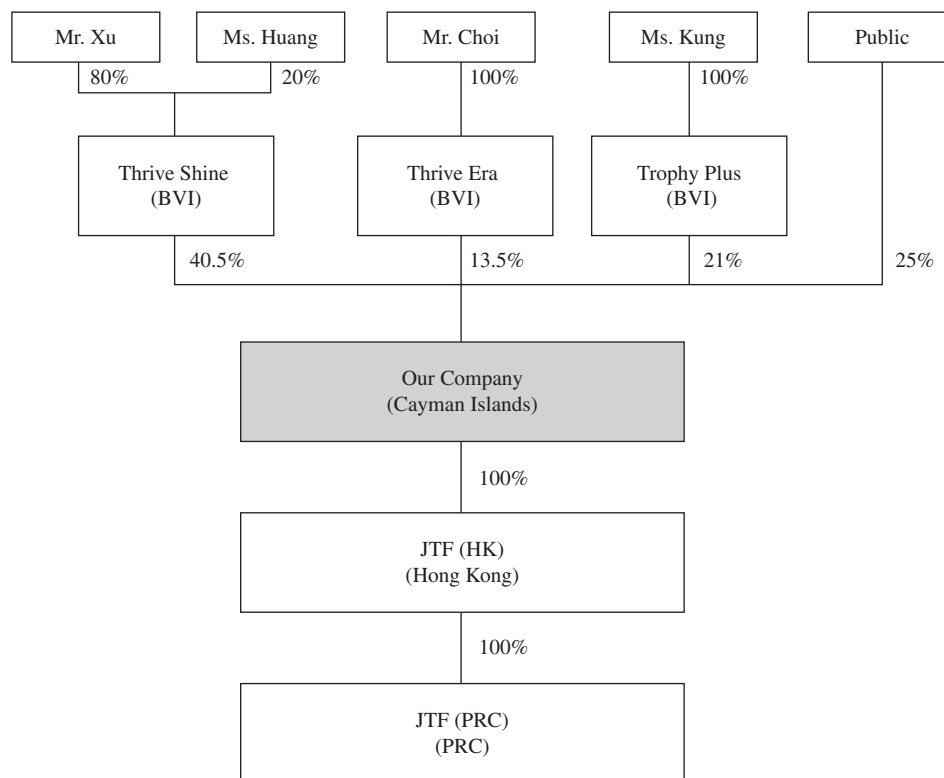 Mr. Xu
Ms. Huang
Mr. Choi
Ms. Kung
Public
80%
20%
100%
100%
Thrive Shine
(BVI)
Thrive Era
(BVI)
Trophy Plus
(BVI)
40.5%
13.5%
21%
25%
Our Company
(Cayman Islands)
100%
JTF (HK)
(Hong Kong)
100%
JTF (PRC)
(PRC)